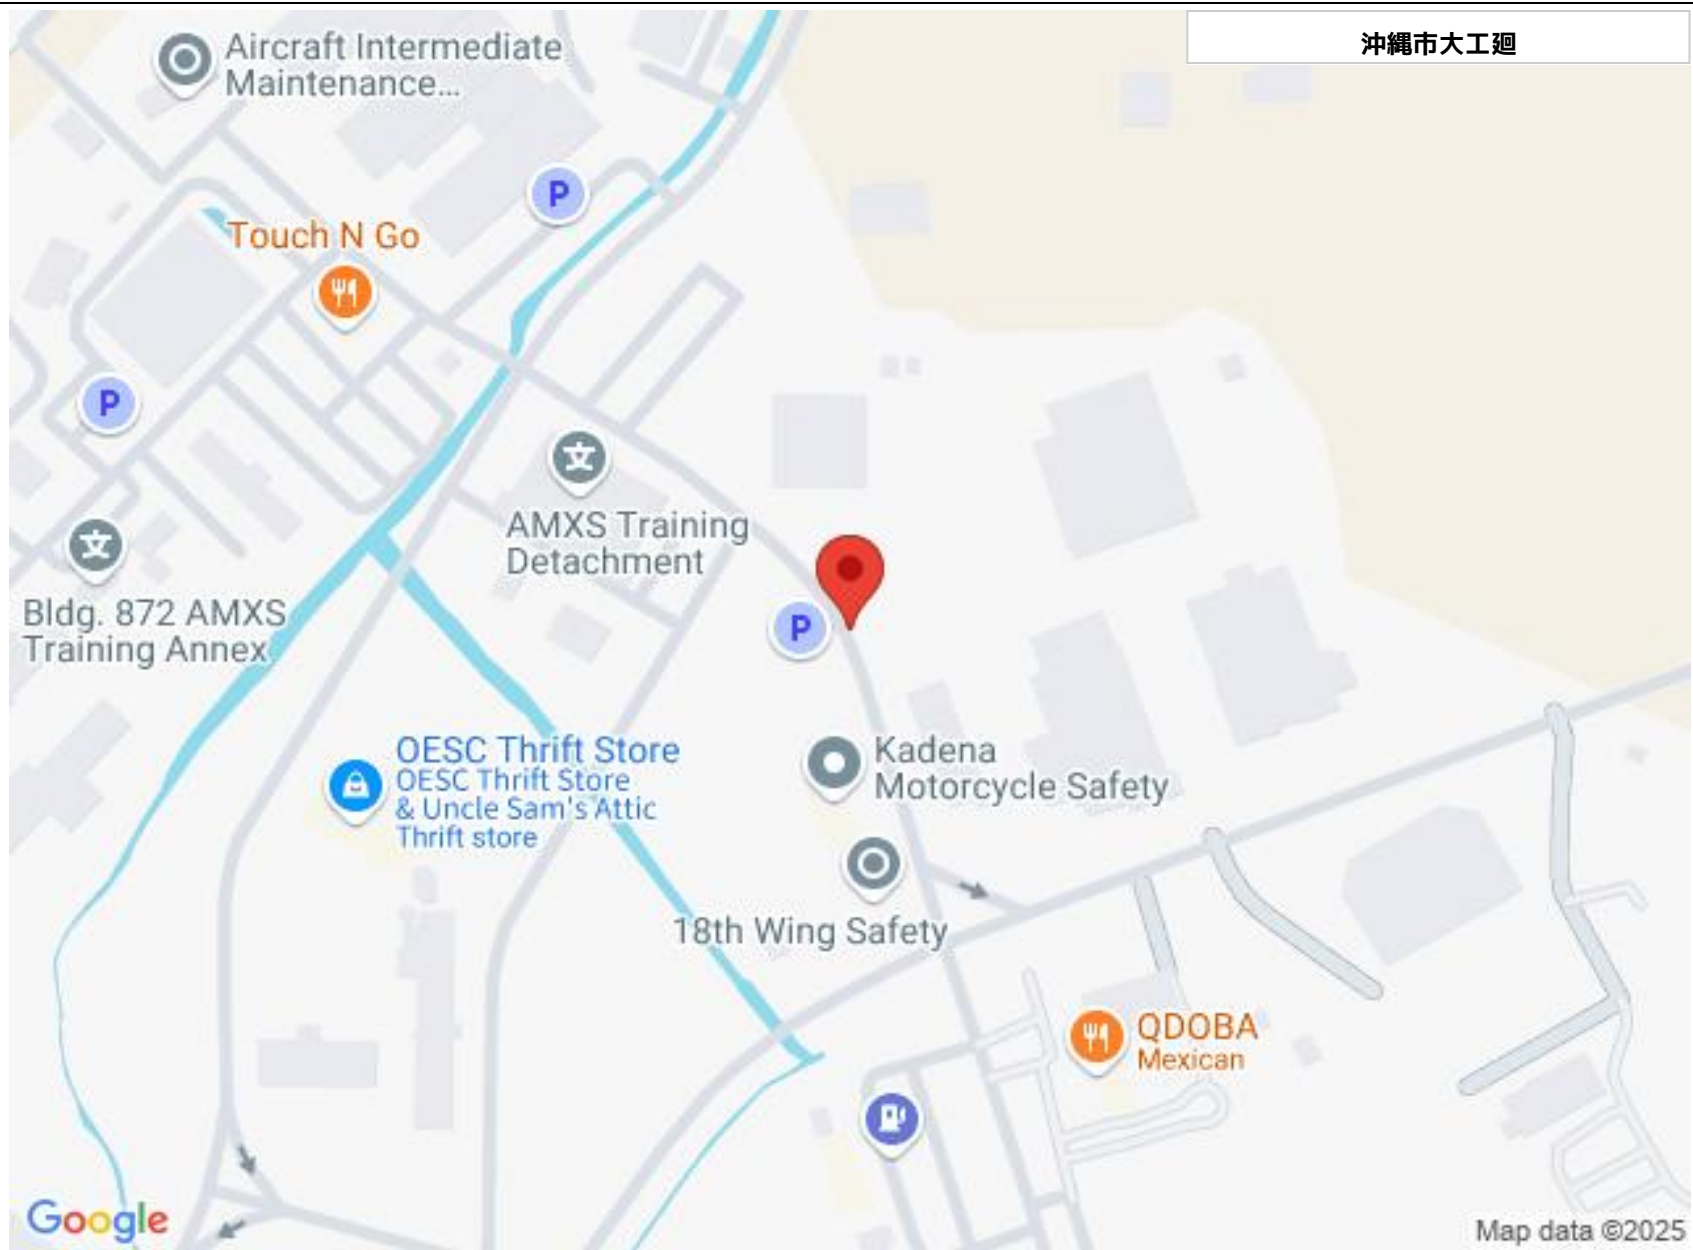 沖縄市大工廻
Aircraft Intermediate
Maintenance...
P
Touch N Go
P
文
AMXS Training
Detachment
文
Bldg. 872 AMXS
Training Annex
P
OESC Thrift Store
OESC Thrift Store
& Uncle Sam's Attic
Thrift store
Kadena
Motorcycle Safety
18th Wing Safety
QDOBA
Mexican
Google
Map data ©2025